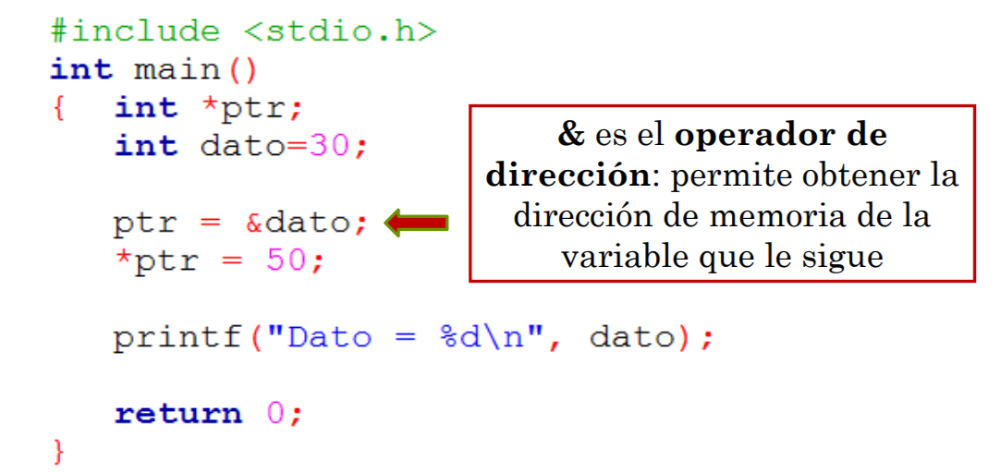 #include <stdio.h>
int main()
{ int *ptr;
int dato=30;
& es el operador de
dirección: permite obtener la
dirección de memoria de la
variable que le sigue
ptr = &dato;
*ptr = 50;
printf("Dato = %d\n", dato);
return 0;
}